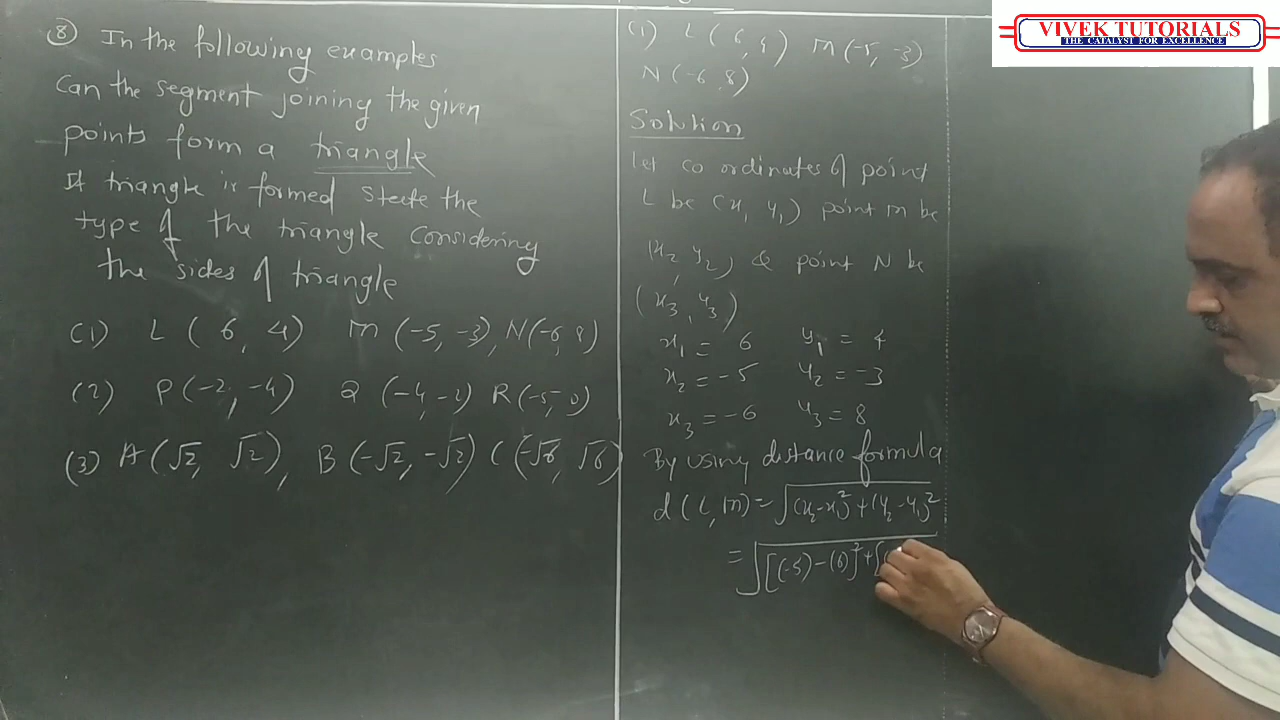 ⑧ In the following examples
Can the segment joining the given
points form a triangle
If triangle is formed state the
type of the triangle considering
the sides of triangle
(1) L ( 6, 4) M (-5, -3), N(-6, 8)
(2) P(-2, -4) Q (-4, -2) R(-5, 0)
(3) A(√2, √2), B (-√2, -√2) C (-√6, √6)
(1) L ( 6, 4) M (-5, -3)
N (-6, 8)
Solution
Let co ordinates of point
L be (x1 y1) point M be
(x2, y2) & point N be
(x3, y3)
x1 = 6 y1 = 4
x2 = -5 y2 = -3
x3 = -6 y3 = 8
By using distance formula
d (L, M) = √(x2-x1)² + (y2-y1)²
= √[(-5) - (6)]² + [(
VIVEK TUTORIALS
THE CATALYST FOR EXCELLENCE